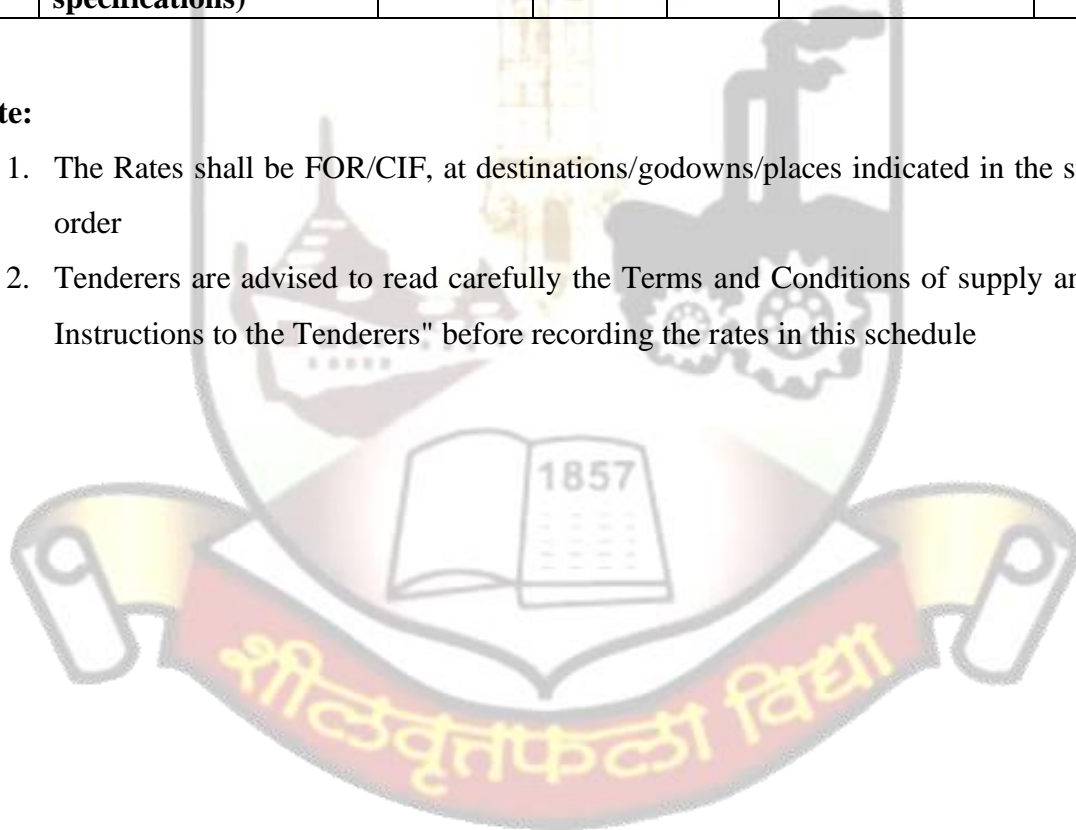 specifications)
te:
1. The Rates shall be FOR/CIF, at destinations/godowns/places indicated in the s
order
2. Tenderers are advised to read carefully the Terms and Conditions of supply an
Instructions to the Tenderers" before recording the rates in this schedule
1857
शीलवृतफला विद्या